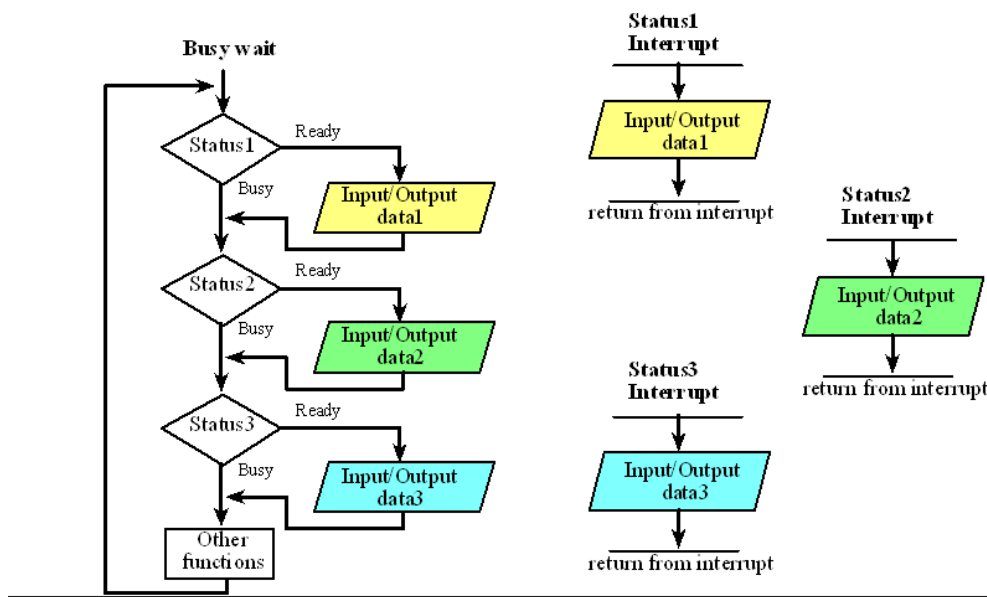 Busy wait
Status1
Ready
Busy
Input/Output
data1
Status2
Ready
Busy
Input/Output
data2
Status3
Ready
Busy
Input/Output
data3
Other
functions
Status1
Interrupt
Input/Output
data1
return from interrupt
Status2
Interrupt
Input/Output
data2
return from interrupt
Status3
Interrupt
Input/Output
data3
return from interrupt